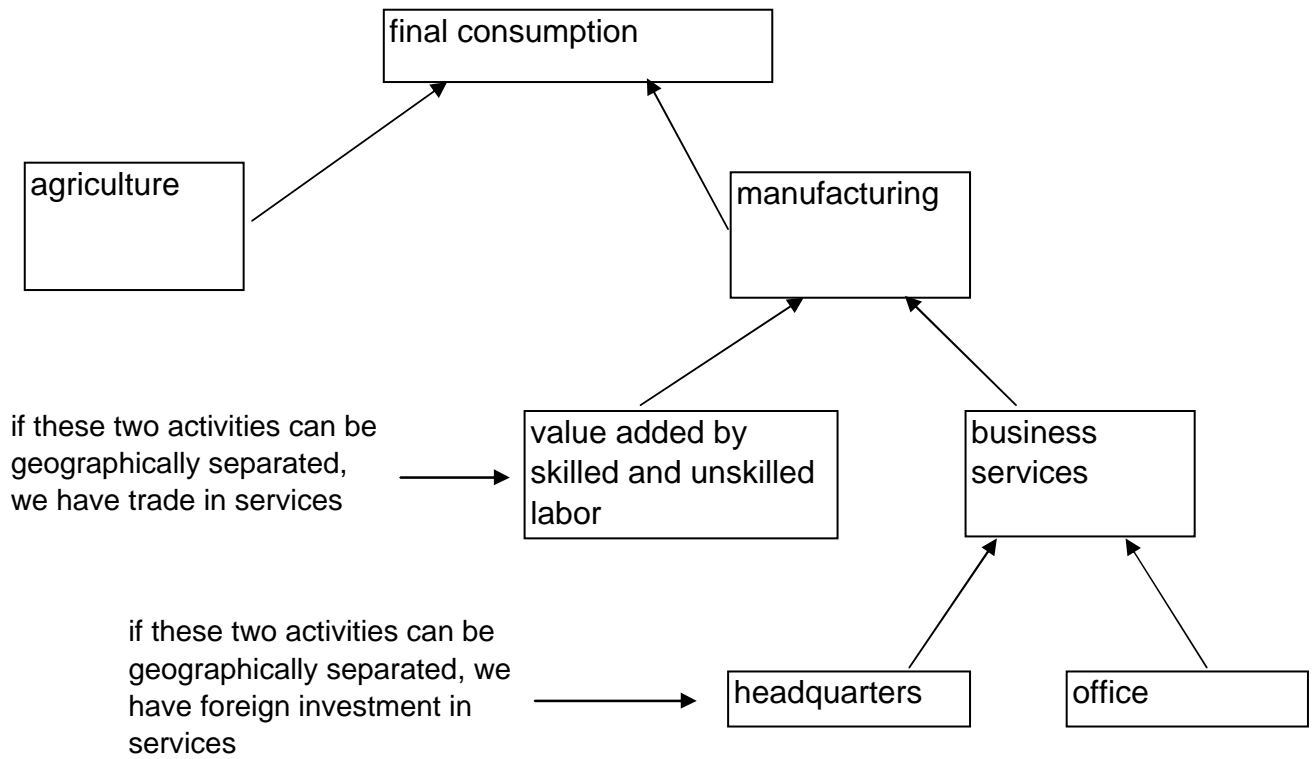 final consumption
agriculture
manufacturing
if these two activities can be
geographically separated,
we have trade in services
value added by
skilled and unskilled
labor
business
services
if these two activities can be
geographically separated, we
have foreign investment in
services
headquarters
office